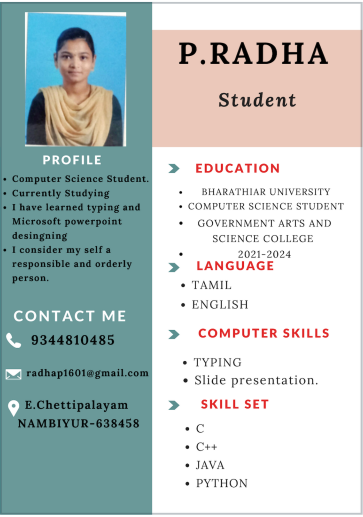 P.RADHA
Student
PROFILE
• Computer Science Student.
• Currently Studying
• I have learned typing and
Microsoft powerpoint
desingning
• I consider my self a
responsible and orderly
person.
CONTACT ME
9344810485
radhap1601@gmail.com
E.Chettipalayam
NAMBIYUR-638458
EDUCATION
• BHARATHIAR UNIVERSITY
• COMPUTER SCIENCE STUDENT
• GOVERNMENT ARTS AND
SCIENCE COLLEGE
• 2021-2024
LANGUAGE
• TAMIL
• ENGLISH
COMPUTER SKILLS
• TYPING
• Slide presentation.
SKILL SET
• C
• C++
• JAVA
• PYTHON